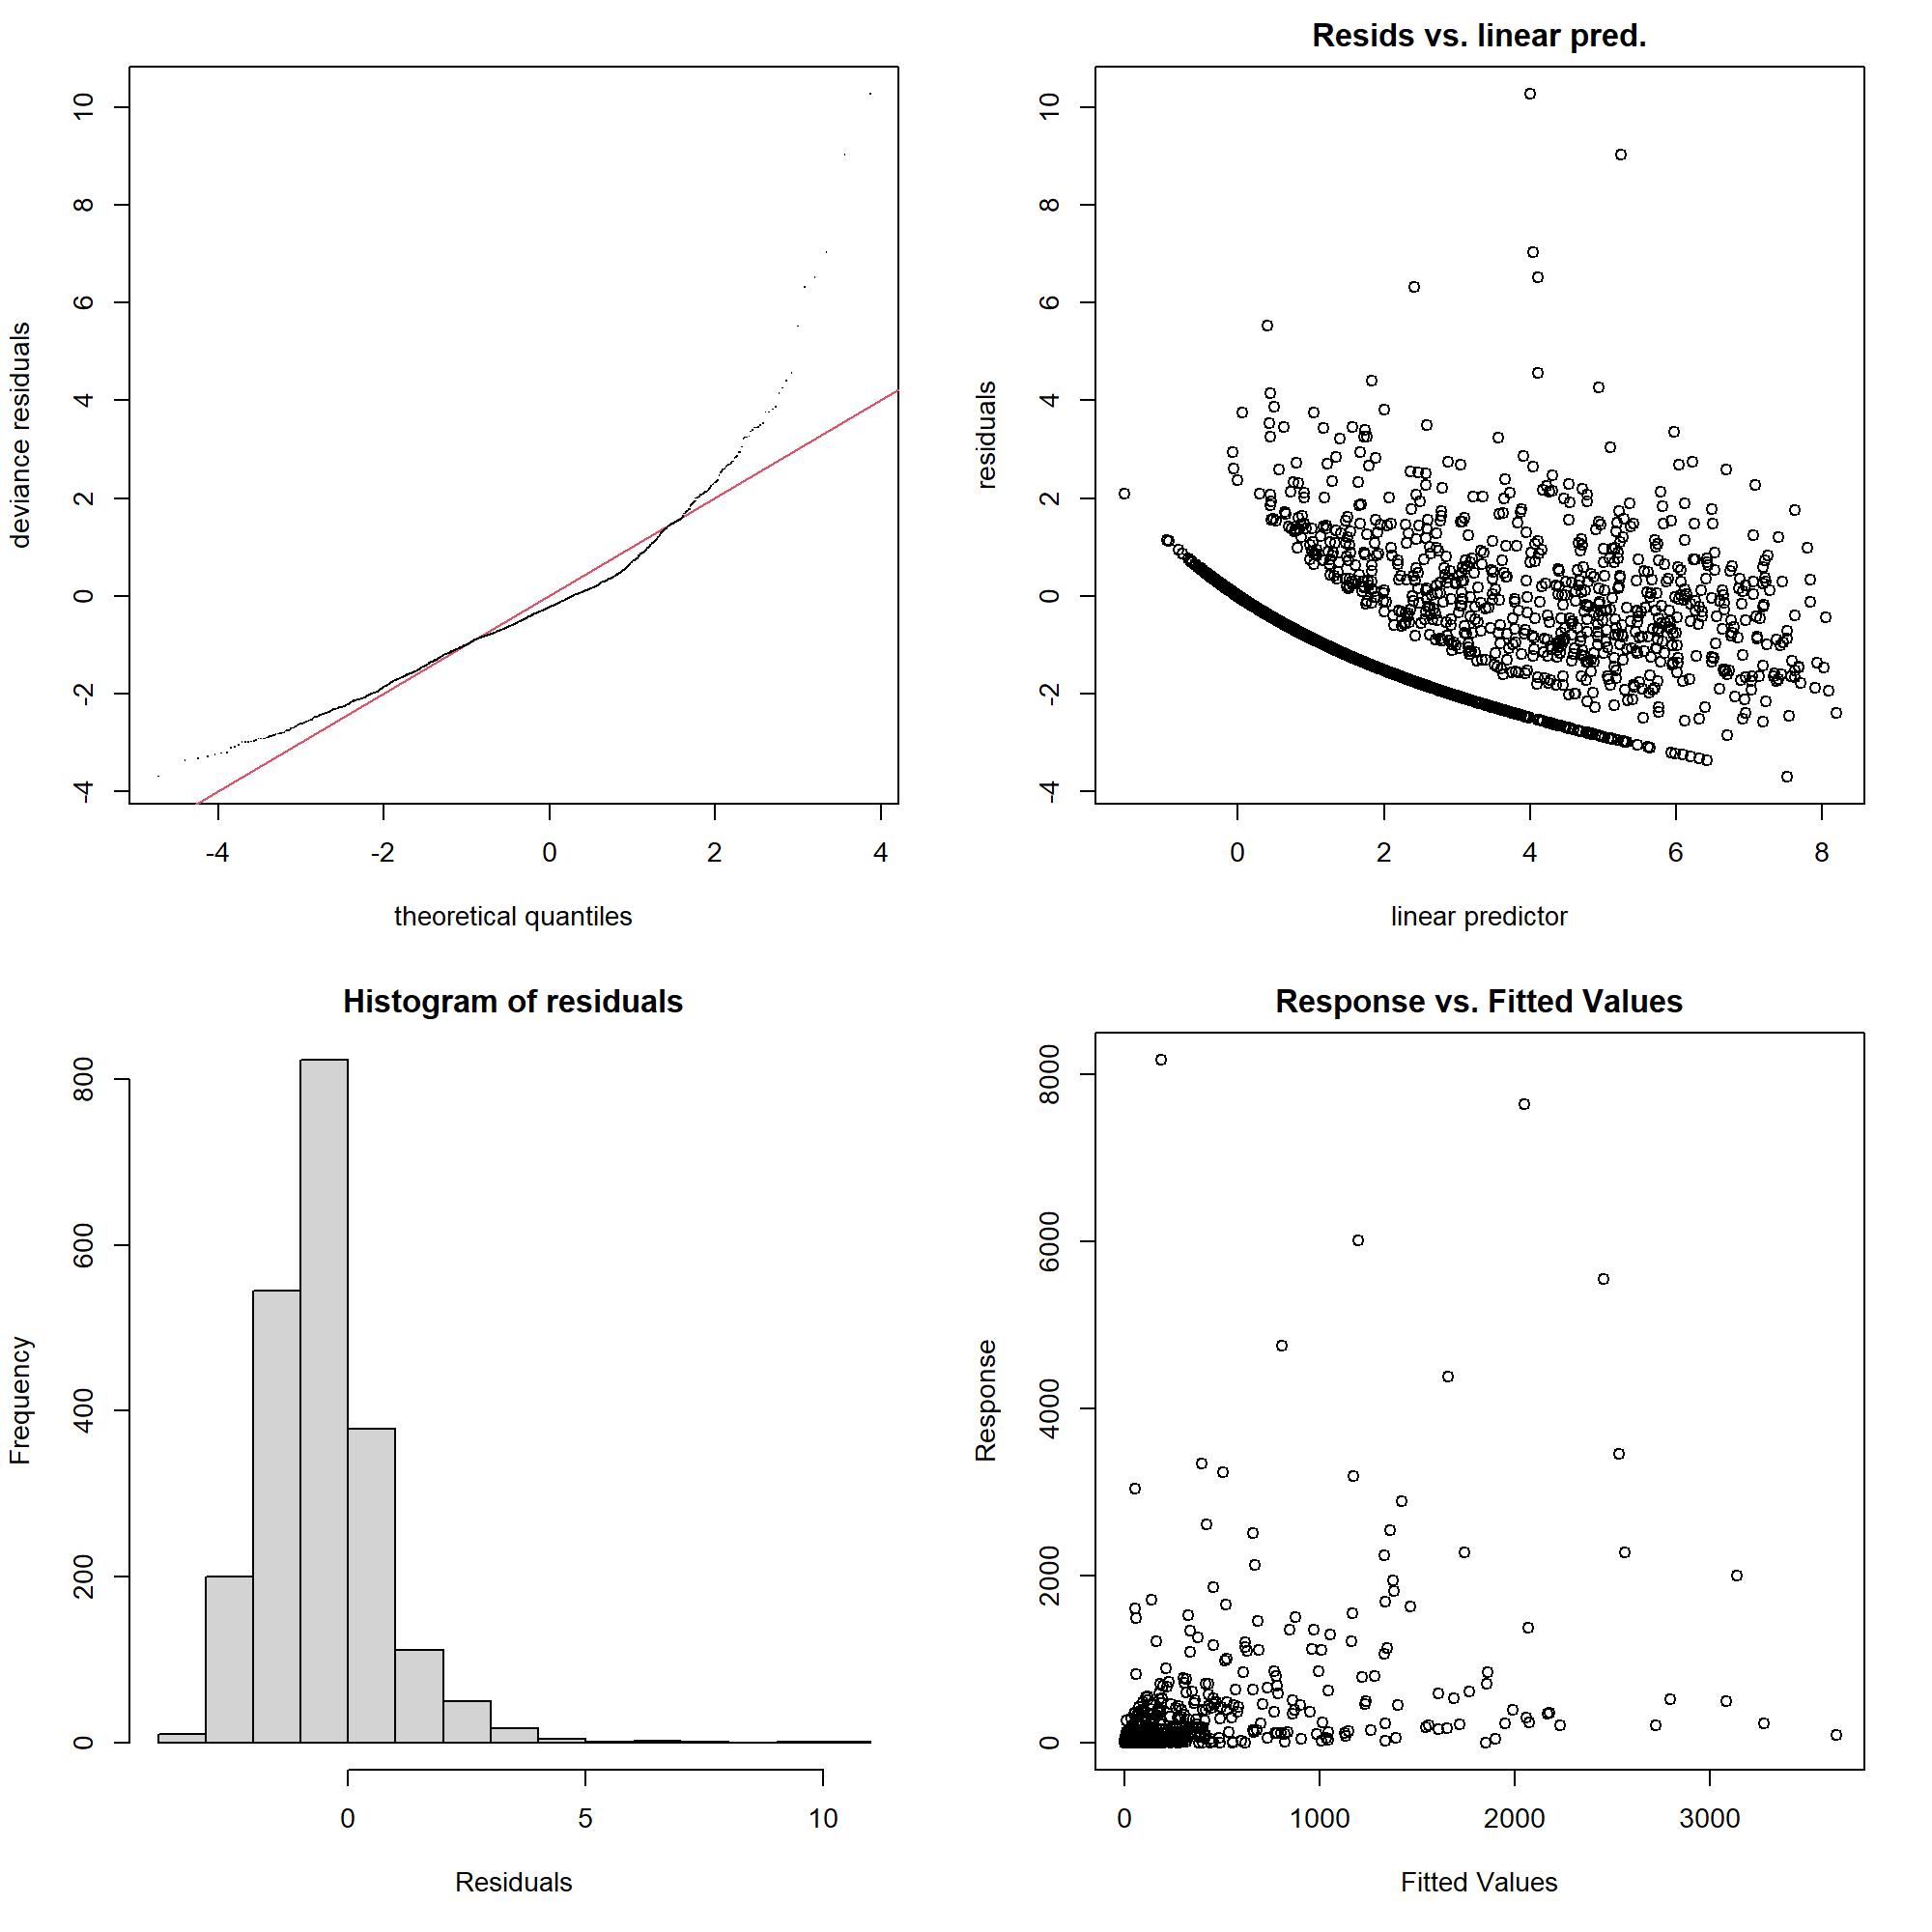 deviance residuals
10
8
6
4
2
0
-2
-4
-4 -2 0 2 4
theoretical quantiles
Resids vs. linear pred.
residuals
10
8
6
4
2
0
-2
-4
0 2 4 6 8
linear predictor
Histogram of residuals
Frequency
800
600
400
200
0
0 5 10
Residuals
Response vs. Fitted Values
Response
8000
6000
4000
2000
0
0 1000 2000 3000
Fitted Values